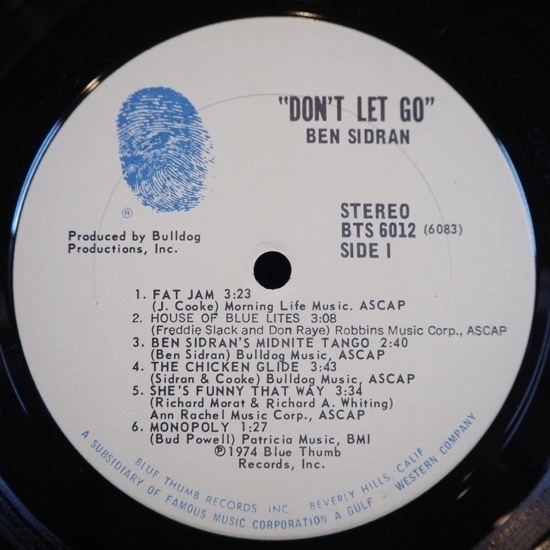 "DON'T LET GO"
BEN SIDRAN
®
Produced by Bulldog
Productions, Inc.
STEREO
BTS 6012 (6083)
SIDE I
1. FAT JAM 3:23
(J. Cooke) Morning Life Music. ASCAP
2. HOUSE OF BLUE LITES 3:08
(Freddie Slack and Don Raye) Robbins Music Corp., ASCAP
3. BEN SIDRAN'S MIDNITE TANGO 2:40
(Ben Sidran) Bulldog Music, ASCAP
4. THE CHICKEN GLIDE 3:43
(Sidran & Cooke) Bulldog Music, ASCAP
5. SHE'S FUNNY THAT WAY 3:34
(Richard Morat & Richard A. Whiting)
Ann Rachel Music Corp., ASCAP
6. MONOPOLY 1:27
(Bud Powell) Patricia Music, BMI
℗1974 Blue Thumb
Records, Inc.
BLUE THUMB RECORDS, INC. BEVERLY HILLS, CALIF.
A SUBSIDIARY OF FAMOUS MUSIC CORPORATION A GULF + WESTERN COMPANY